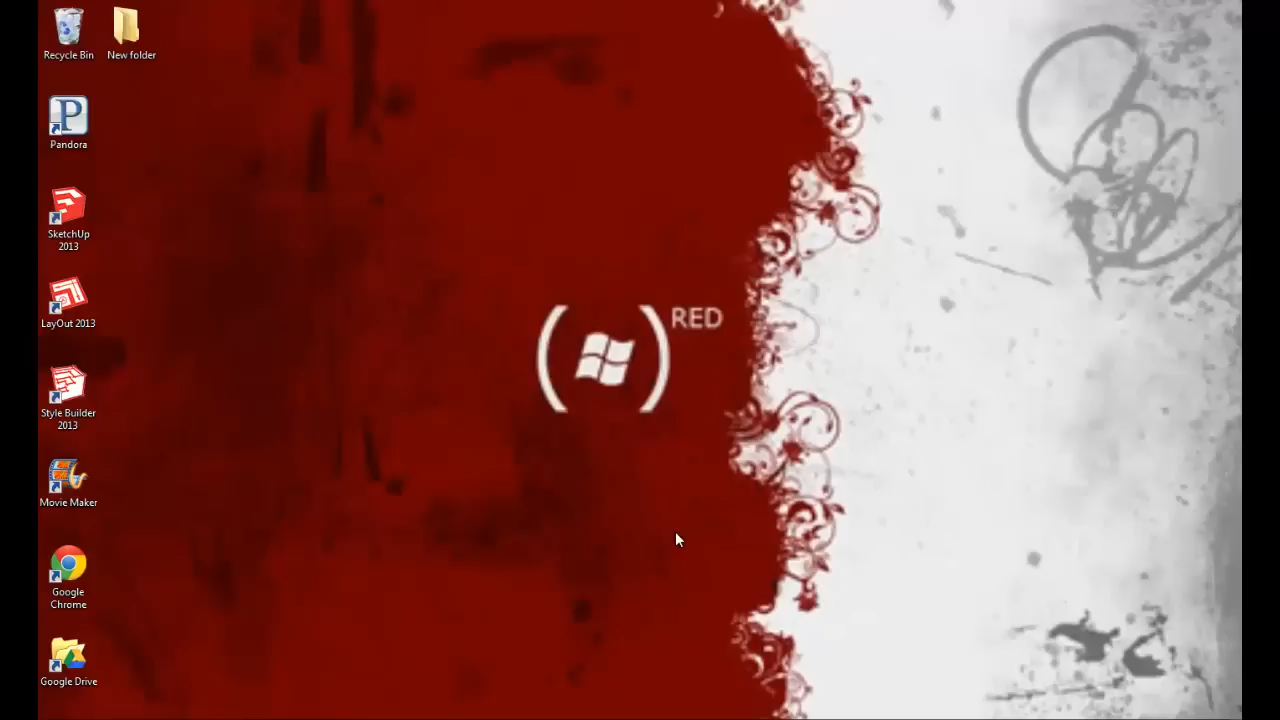 Recycle Bin
New folder
Pandora
SketchUp
2013
LayOut 2013
Style Builder
2013
Movie Maker
Google
Chrome
Google Drive
( ) RED